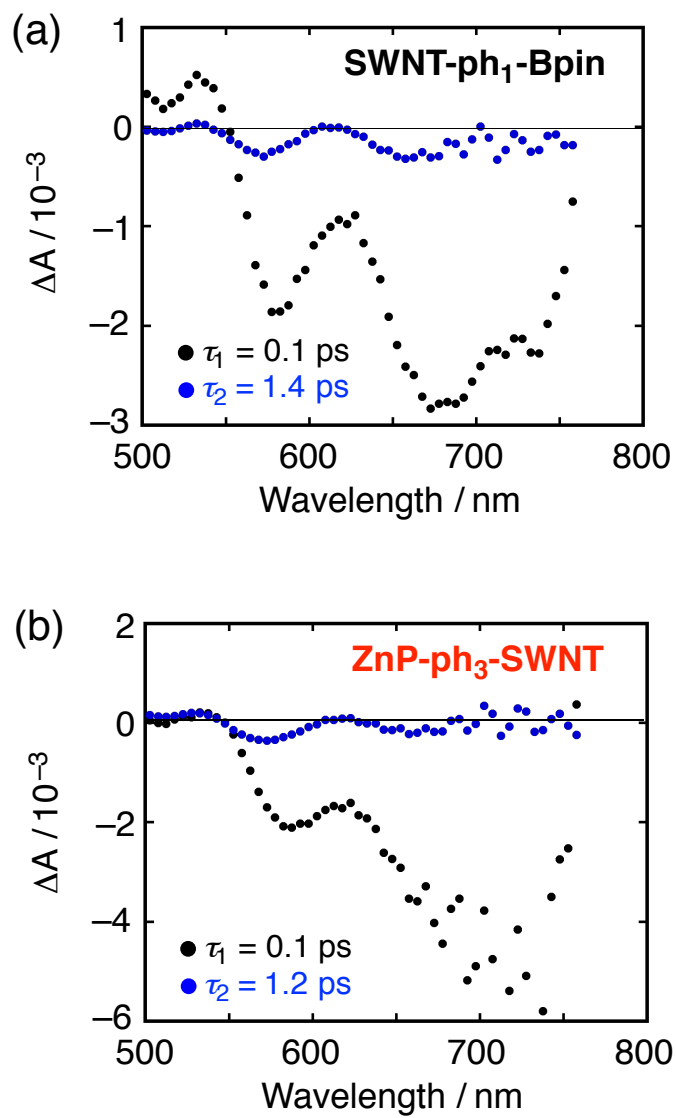 (a)
SWNT-ph₁-Bpin
1
0
−1
−2
−3
ΔA / 10⁻³
τ₁ = 0.1 ps
τ₂ = 1.4 ps
500 600 700 800
Wavelength / nm
(b)
ZnP-ph₃-SWNT
2
0
−2
−4
−6
ΔA / 10⁻³
τ₁ = 0.1 ps
τ₂ = 1.2 ps
500 600 700 800
Wavelength / nm